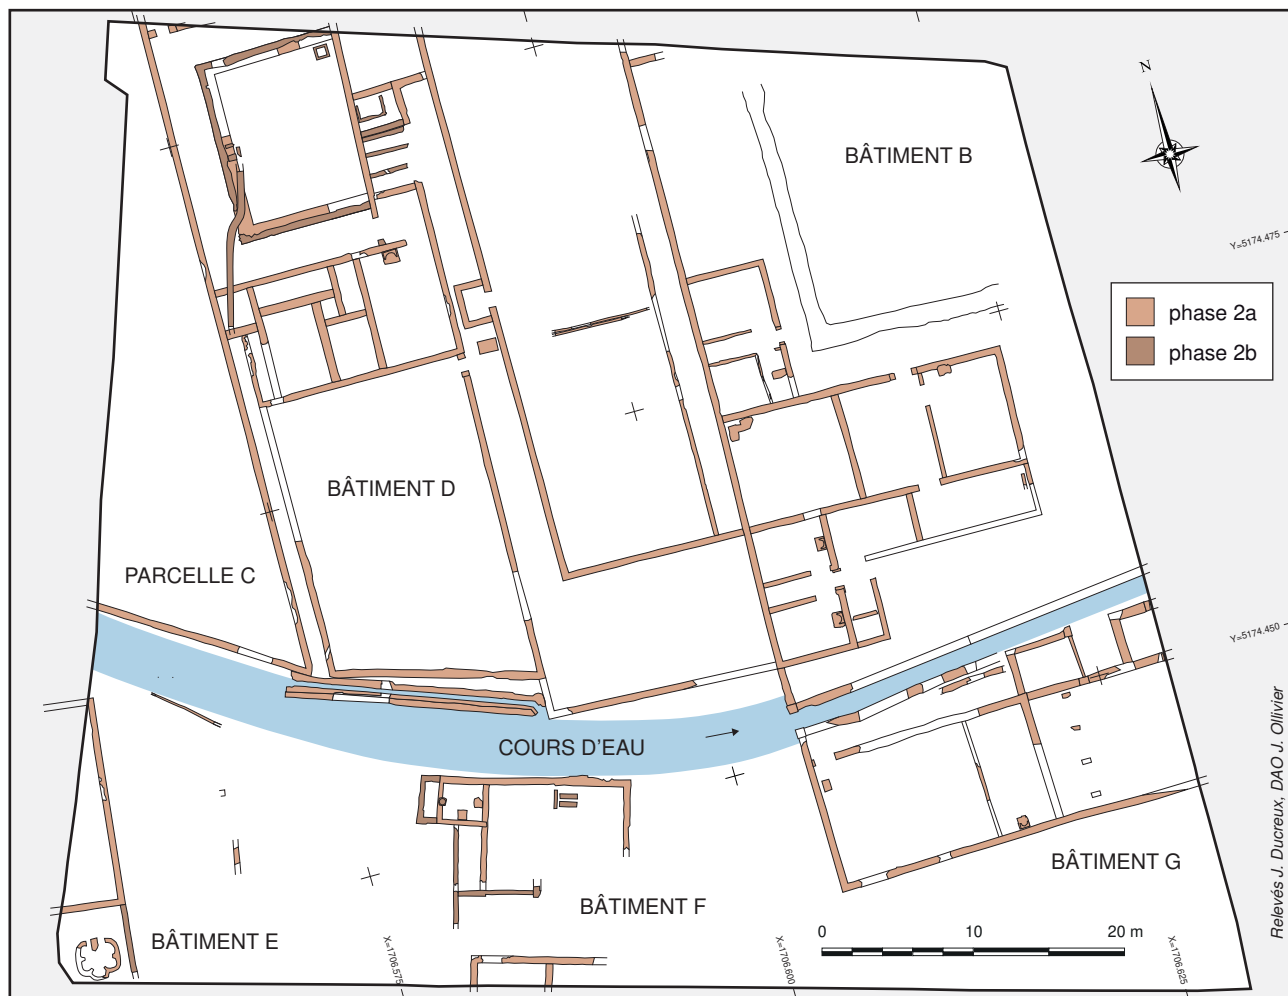 N
BÂTIMENT B
Y=5174.475
phase 2a
phase 2b
BÂTIMENT D
PARCELLE C
Y=5174.450
COURS D'EAU
BÂTIMENT G
BÂTIMENT F
BÂTIMENT E
0 10 20 m
X=1706.575
X=1706.600
X=1706.625
Relevés J. Ducreux, DAO J. Ollivier